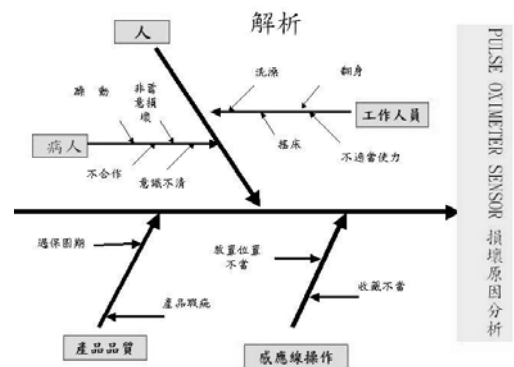 解析
人
洗澡
翻身
躁 動
非蓄
意損
壞
工作人員
病人
搖床
不適當使力
不合作
意識不清
PULSE OXIMETER SENSOR 損壞原因分析
過保固期
放置位置
不當
收藏不當
產品瑕疵
產品品質
感應線操作